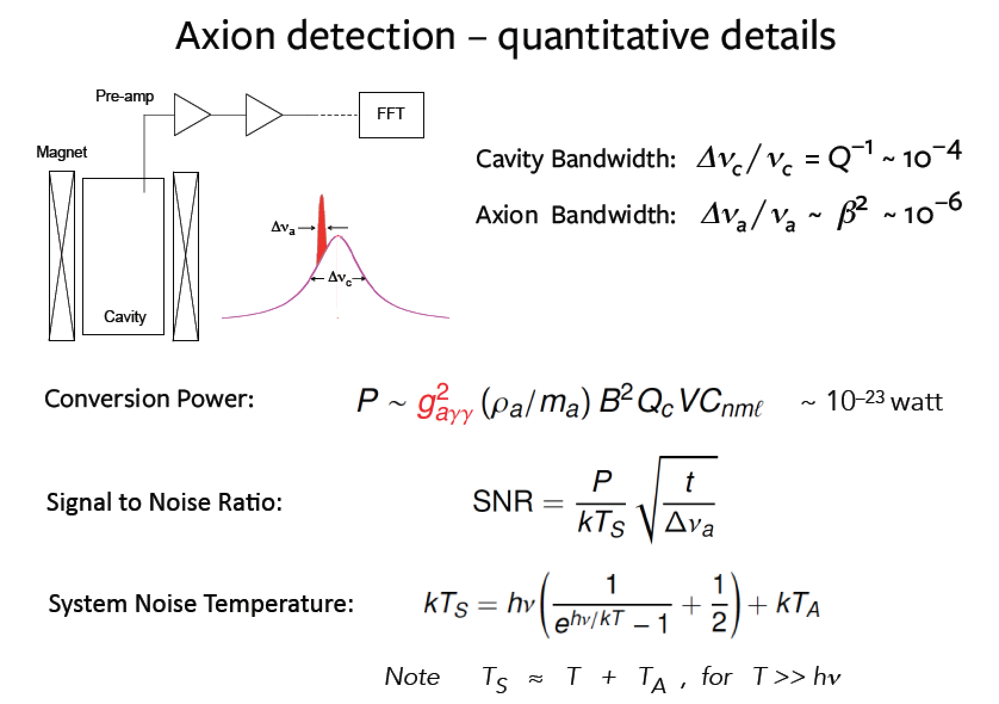 Axion detection – quantitative details
Pre-amp
FFT
Magnet
Cavity
Δνa
Δνc
Cavity Bandwidth: Δνc / νc = Q⁻¹ ~ 10⁻⁴
Axion Bandwidth: Δνa / νa ~ β² ~ 10⁻⁶
Conversion Power: P ~ g²aγγ (ρa/ma) B²QcVCnmℓ ~ 10⁻²³ watt
Signal to Noise Ratio: SNR = P/kTS √(t/Δνa)
System Noise Temperature: kTS = hν(1/(e^(hν/kT) − 1) + 1/2) + kTA
Note TS ≈ T + TA , for T >> hν